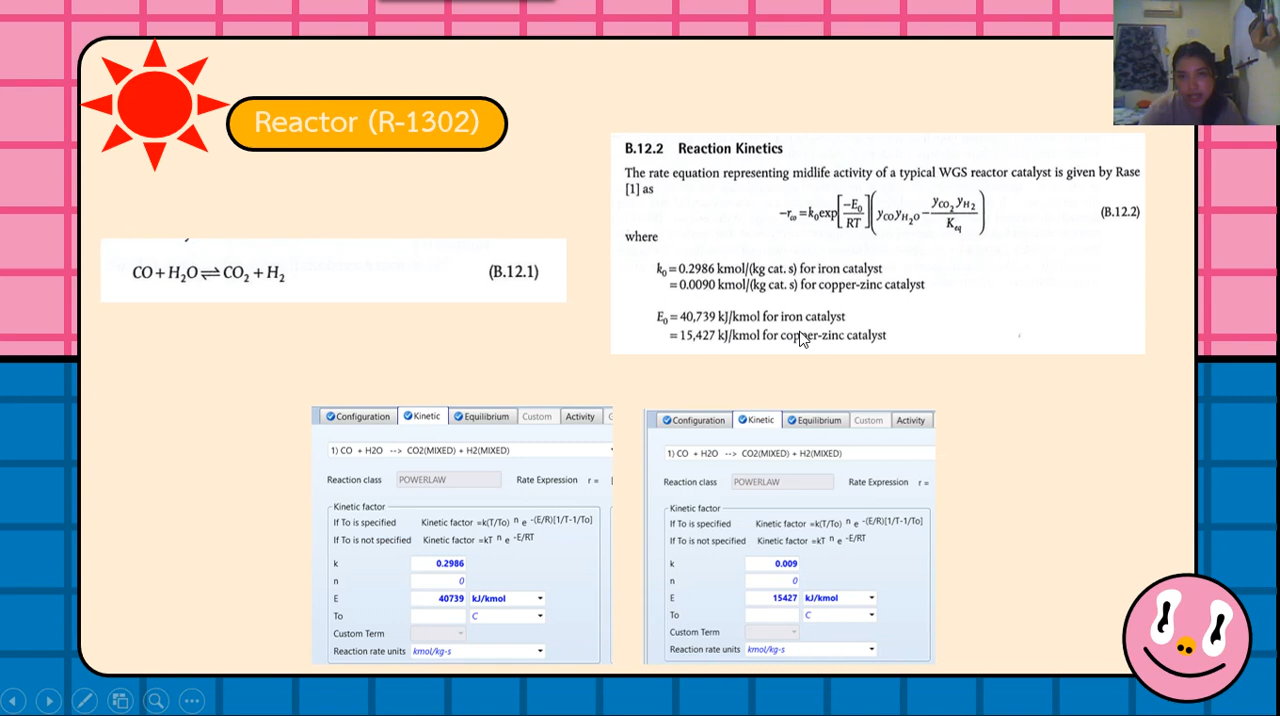 Reactor (R-1302)
CO + H₂O ⇌ CO₂ + H₂ (B.12.1)
B.12.2 Reaction Kinetics
The rate equation representing midlife activity of a typical WGS reactor catalyst is given by Rase
[1] as
−r_ω = k₀exp[−E₀/RT](y_CO y_H₂O − y_CO₂ y_H₂/K_eq) (B.12.2)
where
k₀ = 0.2986 kmol/(kg cat. s) for iron catalyst
= 0.0090 kmol/(kg cat. s) for copper-zinc catalyst
E₀ = 40,739 kJ/kmol for iron catalyst
= 15,427 kJ/kmol for copper-zinc catalyst
Configuration Kinetic Equilibrium Custom Activity
1) CO + H2O --> CO2(MIXED) + H2(MIXED)
Reaction class POWERLAW Rate Expression r =
Kinetic factor
If To is specified Kinetic factor =k(T/To) n e -(E/R)[1/T-1/To]
If To is not specified Kinetic factor =kT n e -E/RT
k 0.2986
n 0
E 40739 kJ/kmol
To C
Custom Term
Reaction rate units kmol/kg-s
Configuration Kinetic Equilibrium Custom Activity
1) CO + H2O --> CO2(MIXED) + H2(MIXED)
Reaction class POWERLAW Rate Expression r =
Kinetic factor
If To is specified Kinetic factor =k(T/To) n e -(E/R)[1/T-1/To]
If To is not specified Kinetic factor =kT n e -E/RT
k 0.009
n 0
E 15427 kJ/kmol
To C
Custom Term
Reaction rate units kmol/kg-s